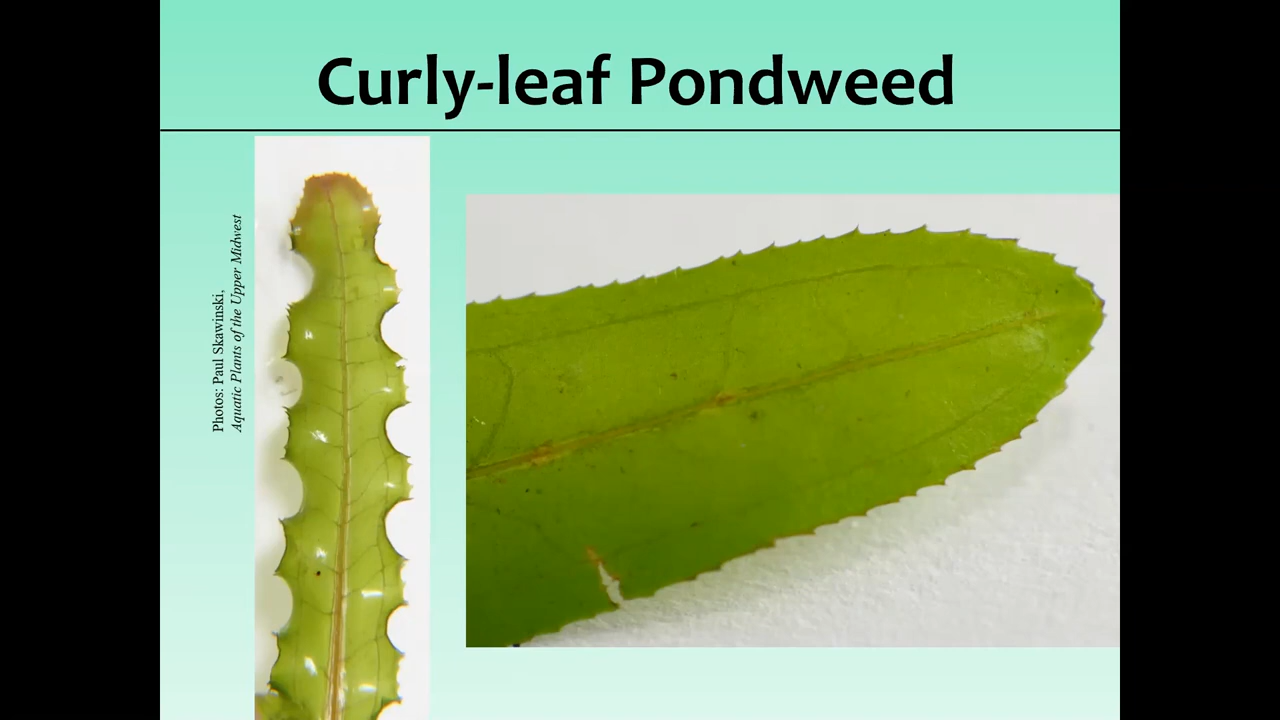 Curly-leaf Pondweed
Photos: Paul Skawinski,
Aquatic Plants of the Upper Midwest